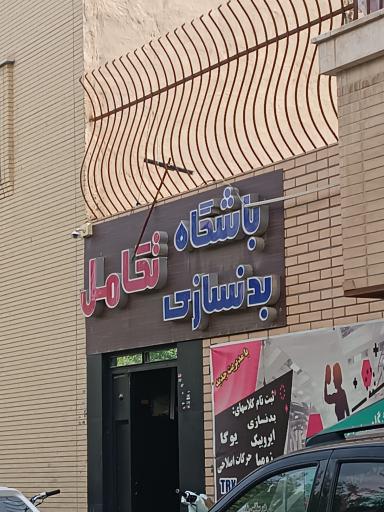 باشگاه
بدنسازی
تکامل
با مدیریت جدید
ثبت نام کلاسهای:
بدنسازی
ایروبیک یوگا
زومبا حرکات اصلاحی
TRX